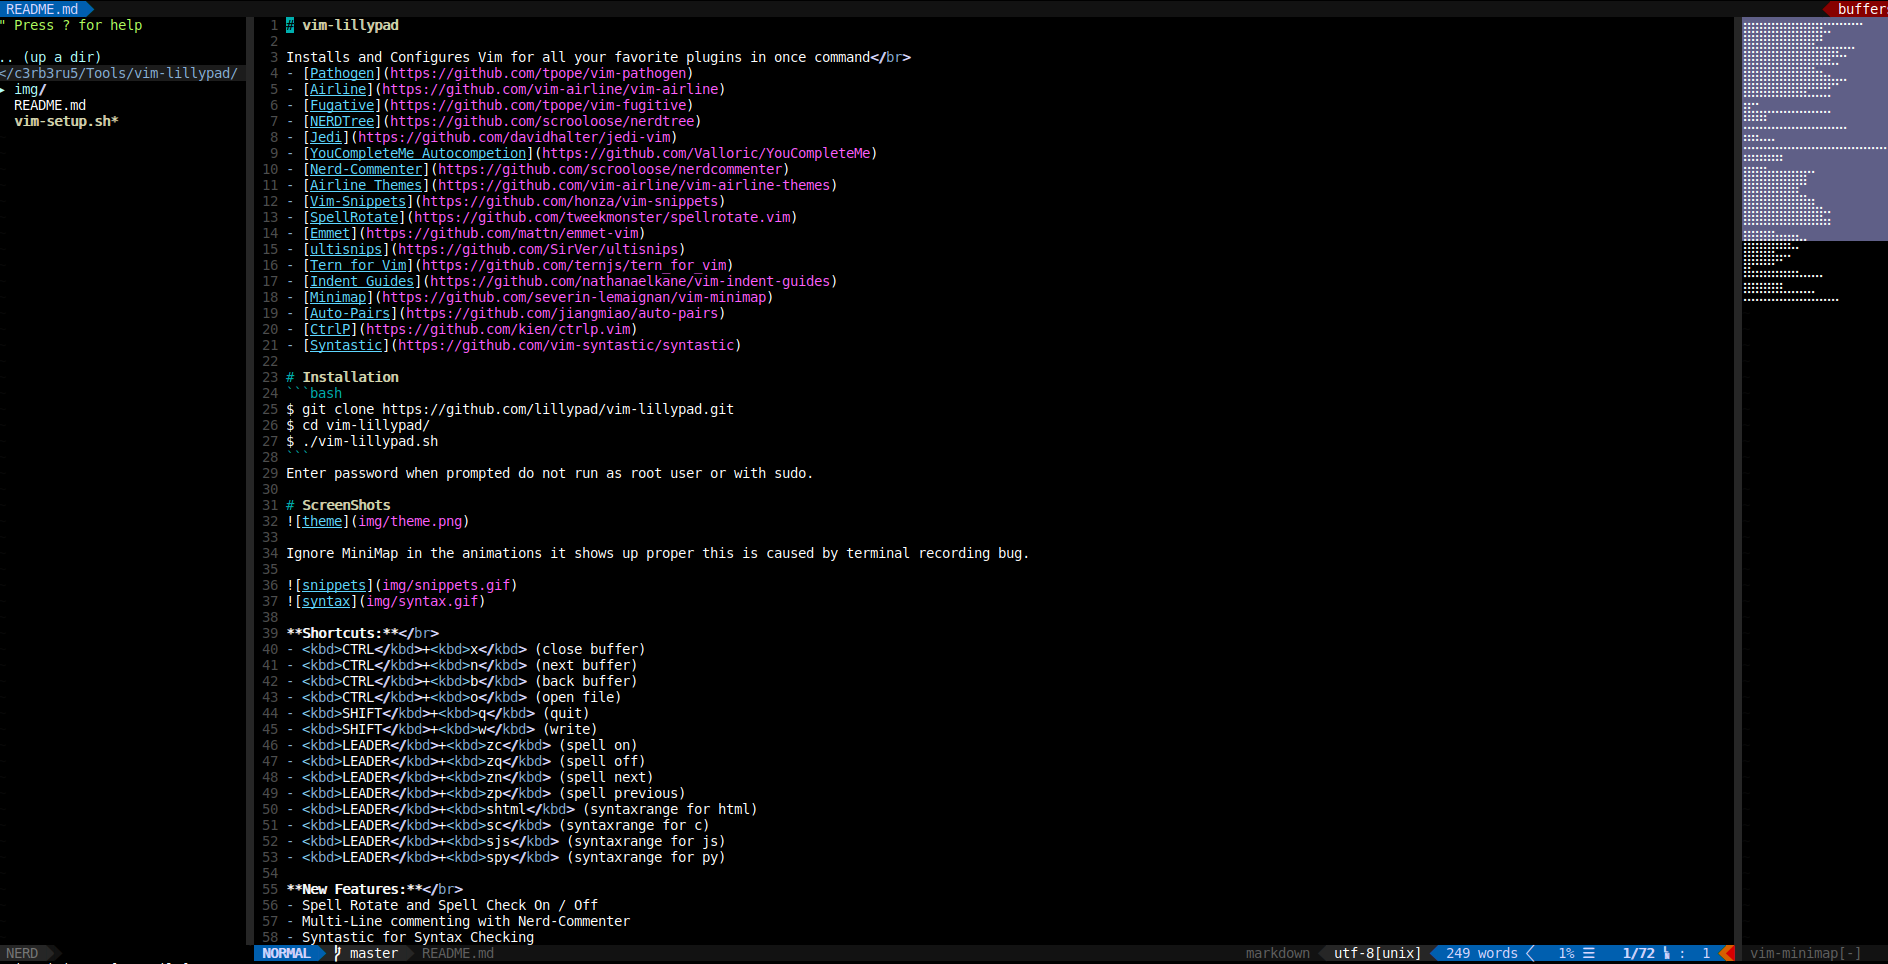 README.md
buffers
" Press ? for help
.. (up a dir)
</c3rb3ru5/Tools/vim-lillypad/
▸ img/
README.md
vim-setup.sh*
1 # vim-lillypad
2
3 Installs and Configures Vim for all your favorite plugins in once command</br>
4 - [Pathogen](https://github.com/tpope/vim-pathogen)
5 - [Airline](https://github.com/vim-airline/vim-airline)
6 - [Fugative](https://github.com/tpope/vim-fugitive)
7 - [NERDTree](https://github.com/scrooloose/nerdtree)
8 - [Jedi](https://github.com/davidhalter/jedi-vim)
9 - [YouCompleteMe Autocompetion](https://github.com/Valloric/YouCompleteMe)
10 - [Nerd-Commenter](https://github.com/scrooloose/nerdcommenter)
11 - [Airline Themes](https://github.com/vim-airline/vim-airline-themes)
12 - [Vim-Snippets](https://github.com/honza/vim-snippets)
13 - [SpellRotate](https://github.com/tweekmonster/spellrotate.vim)
14 - [Emmet](https://github.com/mattn/emmet-vim)
15 - [ultisnips](https://github.com/SirVer/ultisnips)
16 - [Tern for Vim](https://github.com/ternjs/tern_for_vim)
17 - [Indent Guides](https://github.com/nathanaelkane/vim-indent-guides)
18 - [Minimap](https://github.com/severin-lemaignan/vim-minimap)
19 - [Auto-Pairs](https://github.com/jiangmiao/auto-pairs)
20 - [CtrlP](https://github.com/kien/ctrlp.vim)
21 - [Syntastic](https://github.com/vim-syntastic/syntastic)
22
23 # Installation
24 ```bash
25 $ git clone https://github.com/lillypad/vim-lillypad.git
26 $ cd vim-lillypad/
27 $ ./vim-lillypad.sh
28 ```
29 Enter password when prompted do not run as root user or with sudo.
30
31 # ScreenShots
32 ![theme](img/theme.png)
33
34 Ignore MiniMap in the animations it shows up proper this is caused by terminal recording bug.
35
36 ![snippets](img/snippets.gif)
37 ![syntax](img/syntax.gif)
38
39 **Shortcuts:**</br>
40 - <kbd>CTRL</kbd>+<kbd>x</kbd> (close buffer)
41 - <kbd>CTRL</kbd>+<kbd>n</kbd> (next buffer)
42 - <kbd>CTRL</kbd>+<kbd>b</kbd> (back buffer)
43 - <kbd>CTRL</kbd>+<kbd>o</kbd> (open file)
44 - <kbd>SHIFT</kbd>+<kbd>q</kbd> (quit)
45 - <kbd>SHIFT</kbd>+<kbd>w</kbd> (write)
46 - <kbd>LEADER</kbd>+<kbd>zc</kbd> (spell on)
47 - <kbd>LEADER</kbd>+<kbd>zq</kbd> (spell off)
48 - <kbd>LEADER</kbd>+<kbd>zn</kbd> (spell next)
49 - <kbd>LEADER</kbd>+<kbd>zp</kbd> (spell previous)
50 - <kbd>LEADER</kbd>+<kbd>shtml</kbd> (syntaxrange for html)
51 - <kbd>LEADER</kbd>+<kbd>sc</kbd> (syntaxrange for c)
52 - <kbd>LEADER</kbd>+<kbd>sjs</kbd> (syntaxrange for js)
53 - <kbd>LEADER</kbd>+<kbd>spy</kbd> (syntaxrange for py)
54
55 **New Features:**</br>
56 - Spell Rotate and Spell Check On / Off
57 - Multi-Line commenting with Nerd-Commenter
58 - Syntastic for Syntax Checking
NERD
NORMAL master README.md markdown utf-8[unix] 249 words 1% ☰ 1/72 : 1 vim-minimap[-]